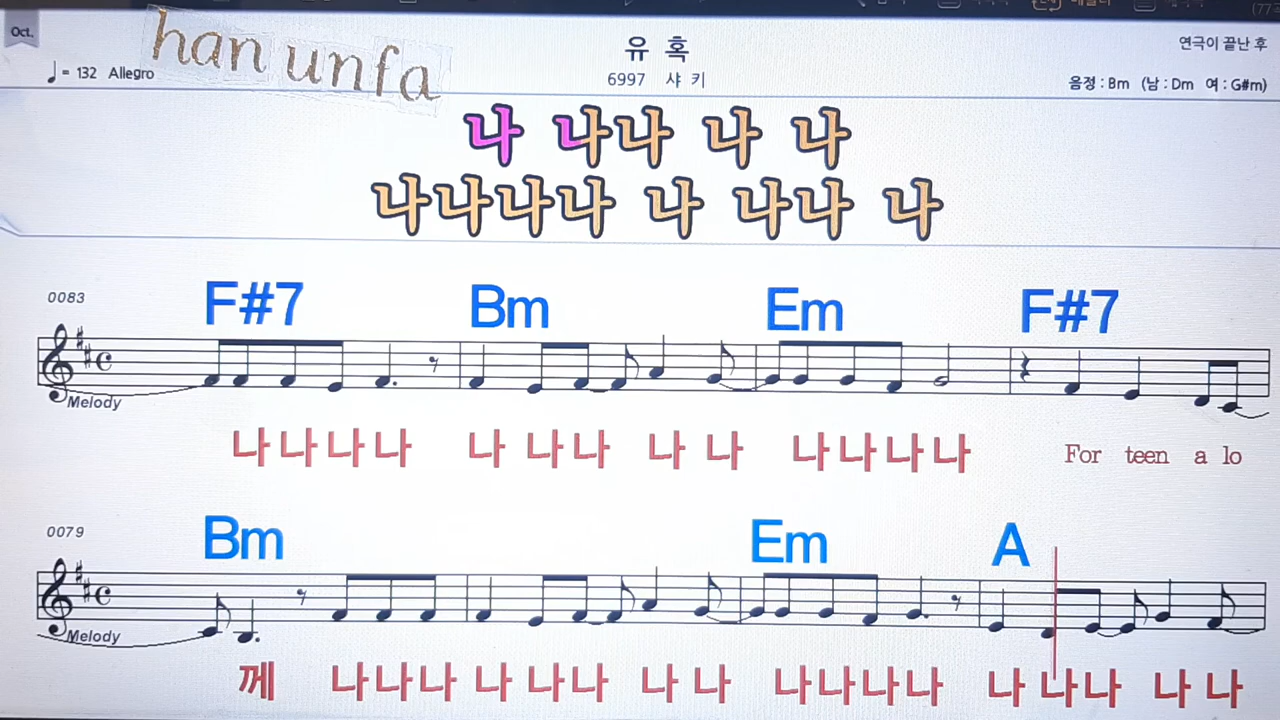 Oct.
han unfa
유 혹
연극이 끝난 후
♩= 132 Allegro
6997 샤 키
음정 : Bm (남 : Dm 여 : G#m)
나 나나 나 나
나나나나 나 나나 나
0083
F#7 Bm Em F#7
Melody
나 나 나 나 나 나 나 나 나 나 나 나 나 For teen a lo
0079
Bm Em A
Melody
께 나 나 나 나 나 나 나 나 나 나 나 나 나 나 나 나 나